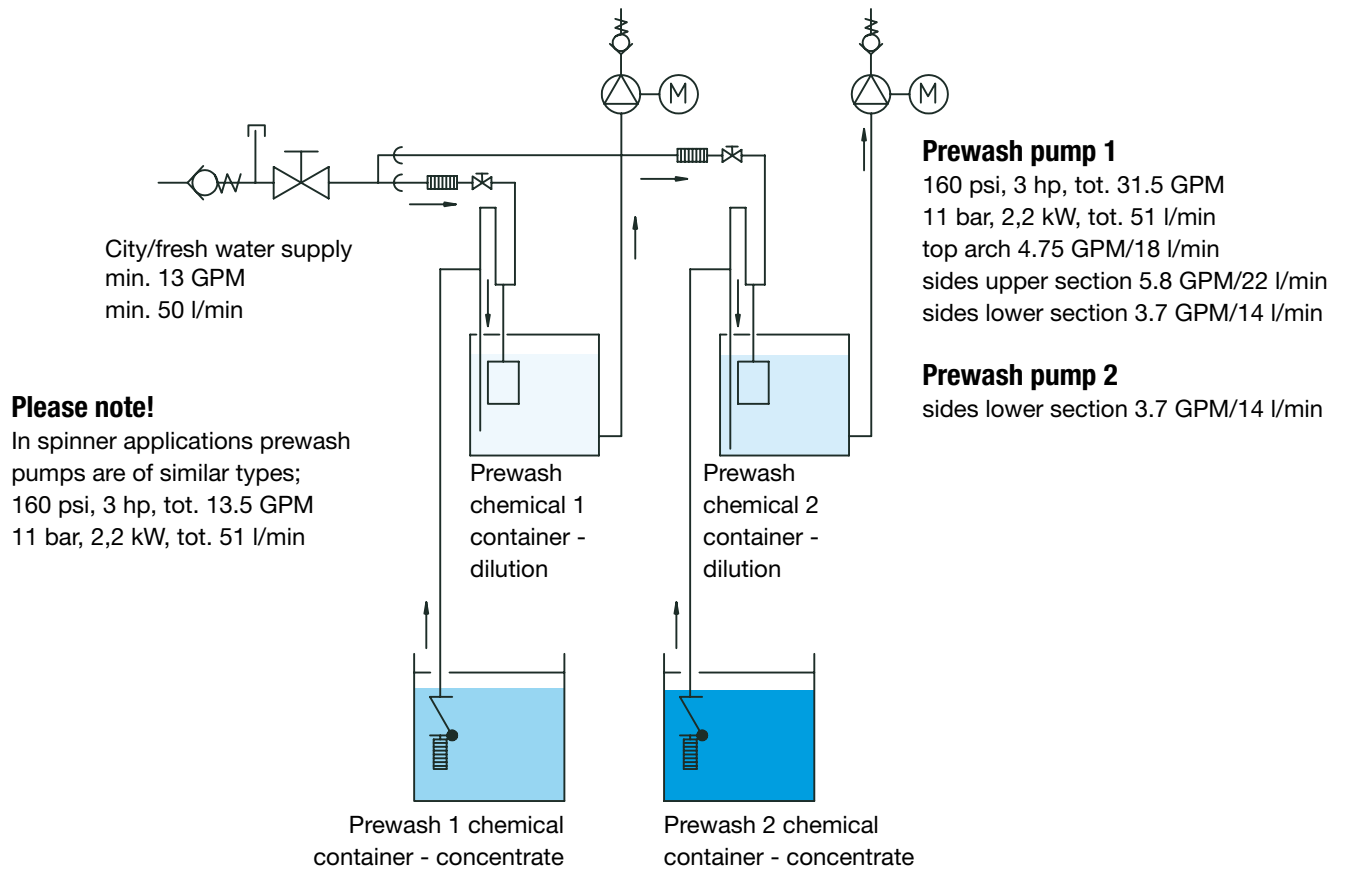 M
M
City/fresh water supply
min. 13 GPM
min. 50 l/min
Prewash pump 1
160 psi, 3 hp, tot. 31.5 GPM
11 bar, 2,2 kW, tot. 51 l/min
top arch 4.75 GPM/18 l/min
sides upper section 5.8 GPM/22 l/min
sides lower section 3.7 GPM/14 l/min
Prewash pump 2
sides lower section 3.7 GPM/14 l/min
Please note!
In spinner applications prewash
pumps are of similar types;
160 psi, 3 hp, tot. 13.5 GPM
11 bar, 2,2 kW, tot. 51 l/min
Prewash
chemical 1
container -
dilution
Prewash
chemical 2
container -
dilution
Prewash 1 chemical
container - concentrate
Prewash 2 chemical
container - concentrate